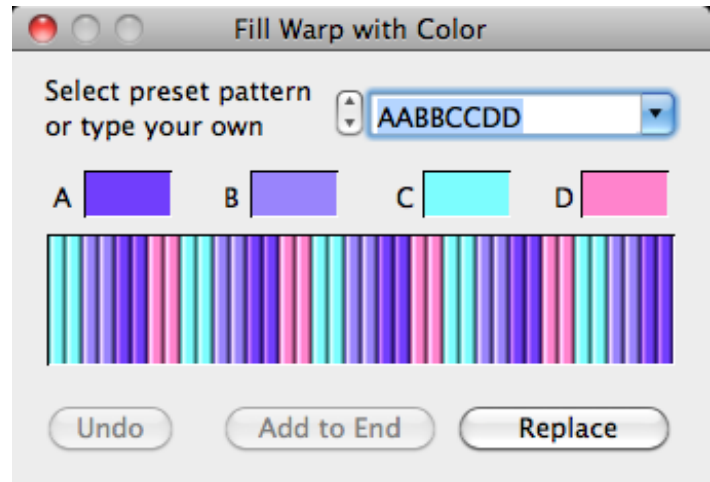 Fill Warp with Color
Select preset pattern
or type your own
AABBCCDD
A B C D
Undo Add to End Replace